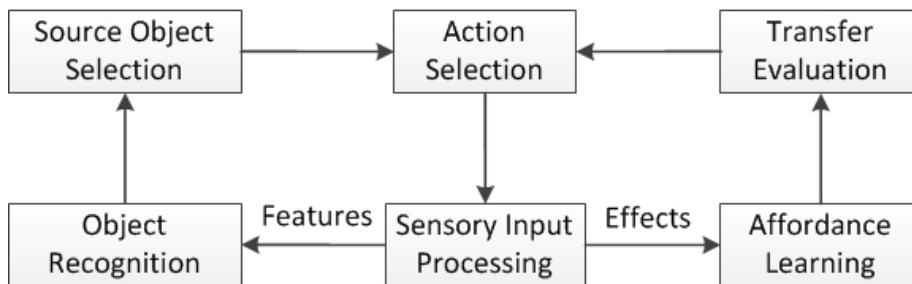 Source Object
Selection
Action
Selection
Transfer
Evaluation
Object
Recognition
Features
Sensory Input
Processing
Effects
Affordance
Learning